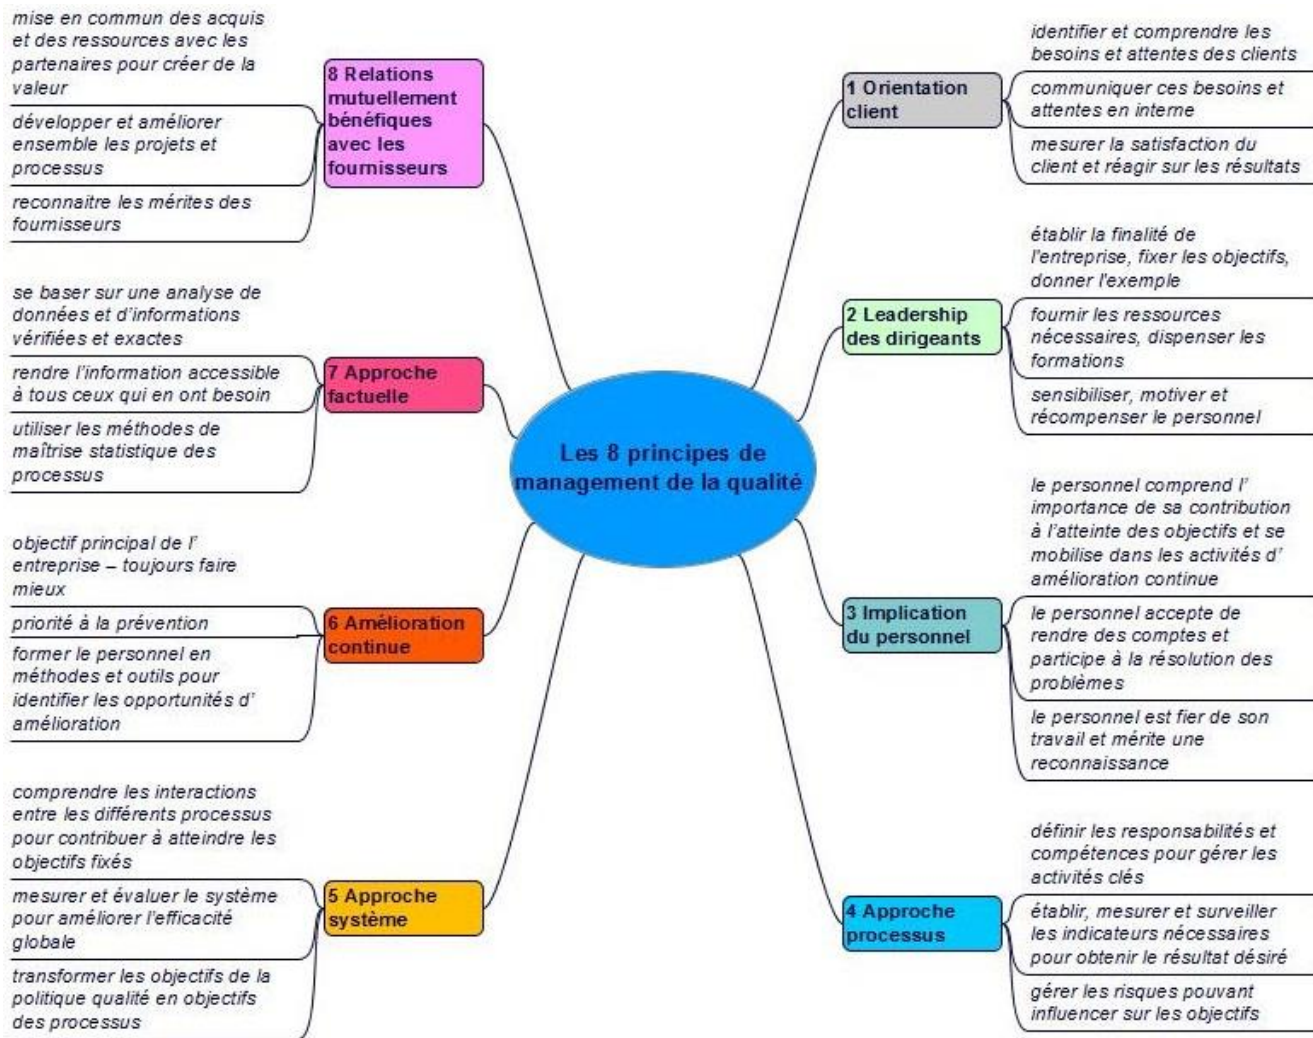 Les 8 principes de
management de la qualité
1 Orientation
client
identifier et comprendre les
besoins et attentes des clients
communiquer ces besoins et
attentes en interne
mesurer la satisfaction du
client et réagir sur les résultats
2 Leadership
des dirigeants
établir la finalité de
l'entreprise, fixer les objectifs,
donner l'exemple
fournir les ressources
nécessaires, dispenser les
formations
sensibiliser, motiver et
récompenser le personnel
3 Implication
du personnel
le personnel comprend l'
importance de sa contribution
à l'atteinte des objectifs et se
mobilise dans les activités d'
amélioration continue
le personnel accepte de
rendre des comptes et
participe à la résolution des
problèmes
le personnel est fier de son
travail et mérite une
reconnaissance
4 Approche
processus
définir les responsabilités et
compétences pour gérer les
activités clés
établir, mesurer et surveiller
les indicateurs nécessaires
pour obtenir le résultat désiré
gérer les risques pouvant
influencer sur les objectifs
5 Approche
système
comprendre les interactions
entre les différents processus
pour contribuer à atteindre les
objectifs fixés
mesurer et évaluer le système
pour améliorer l'efficacité
globale
transformer les objectifs de la
politique qualité en objectifs
des processus
6 Amélioration
continue
objectif principal de l'
entreprise – toujours faire
mieux
priorité à la prévention
former le personnel en
méthodes et outils pour
identifier les opportunités d'
amélioration
7 Approche
factuelle
se baser sur une analyse de
données et d'informations
vérifiées et exactes
rendre l'information accessible
à tous ceux qui en ont besoin
utiliser les méthodes de
maîtrise statistique des
processus
8 Relations
mutuellement
bénéfiques
avec les
fournisseurs
mise en commun des acquis
et des ressources avec les
partenaires pour créer de la
valeur
développer et améliorer
ensemble les projets et
processus
reconnaitre les mérites des
fournisseurs